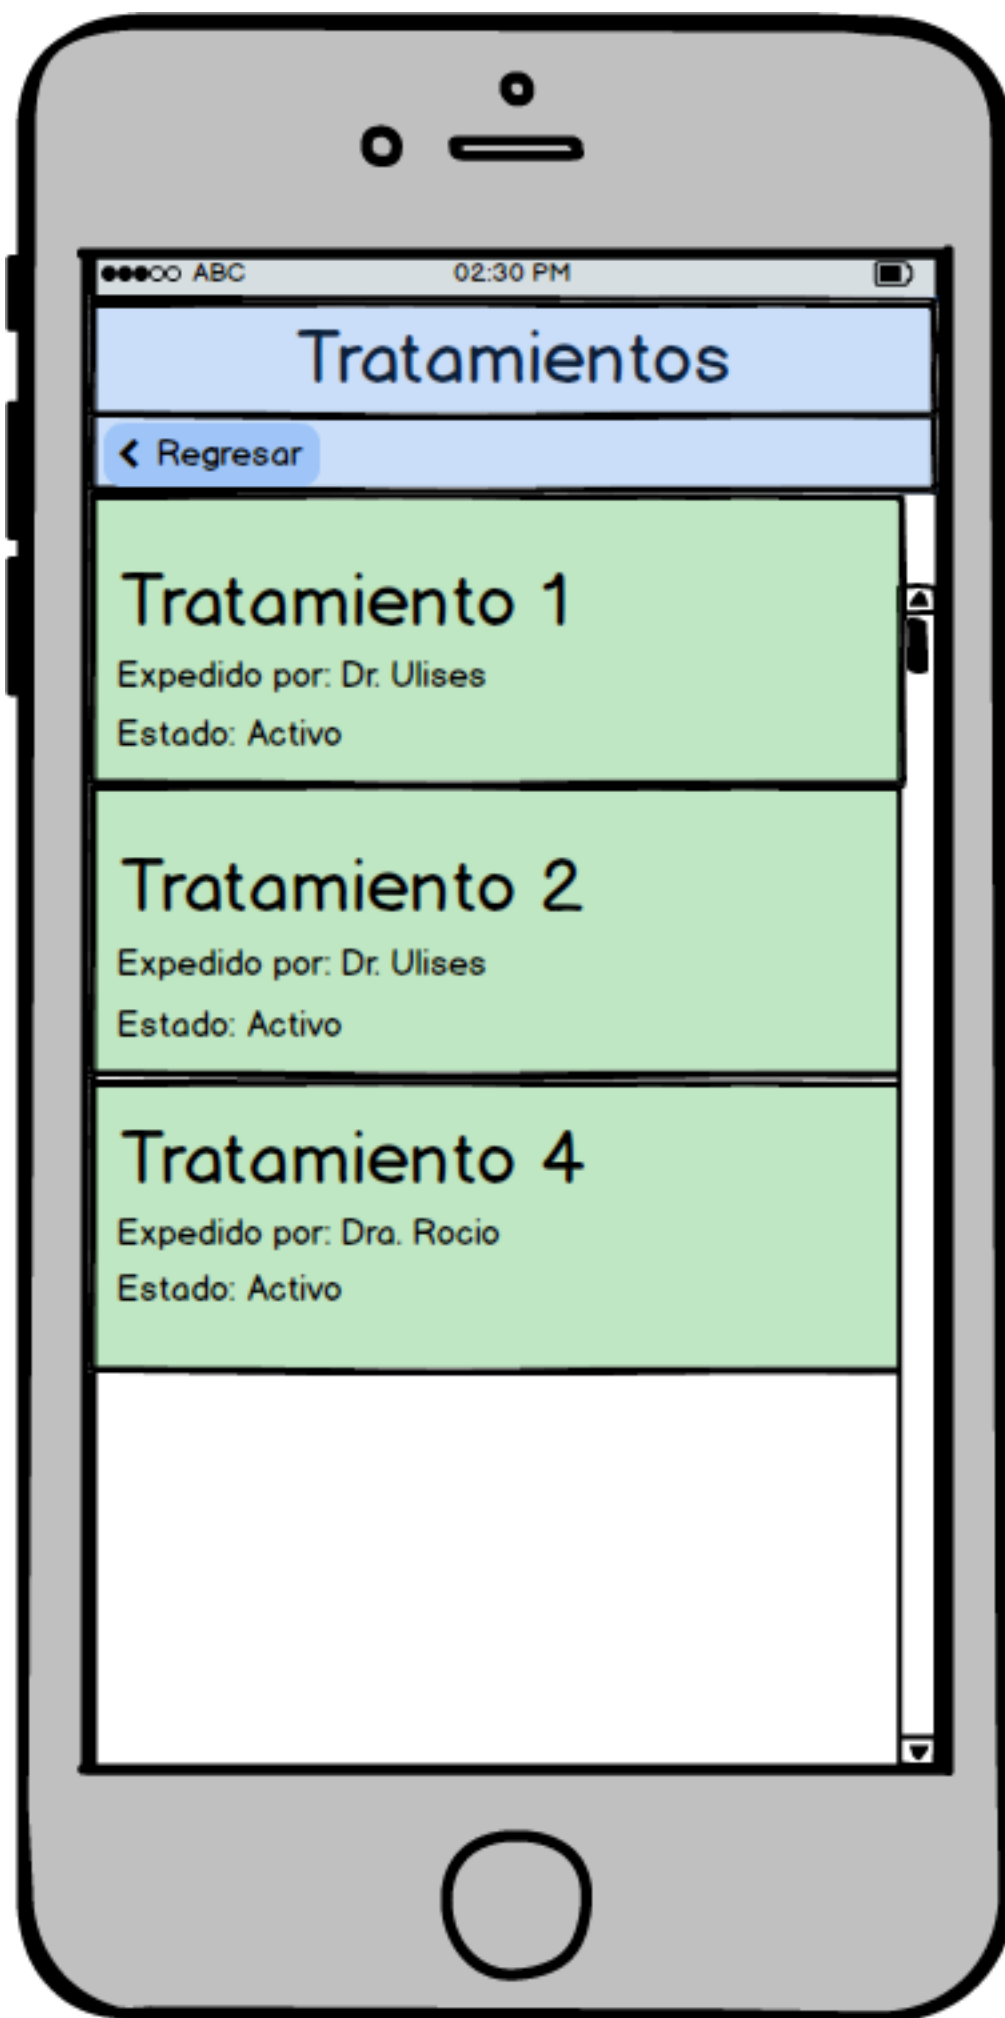 ABC 02:30 PM
Tratamientos
Regresar
Tratamiento 1
Expedido por: Dr. Ulises
Estado: Activo
Tratamiento 2
Expedido por: Dr. Ulises
Estado: Activo
Tratamiento 4
Expedido por: Dra. Rocio
Estado: Activo